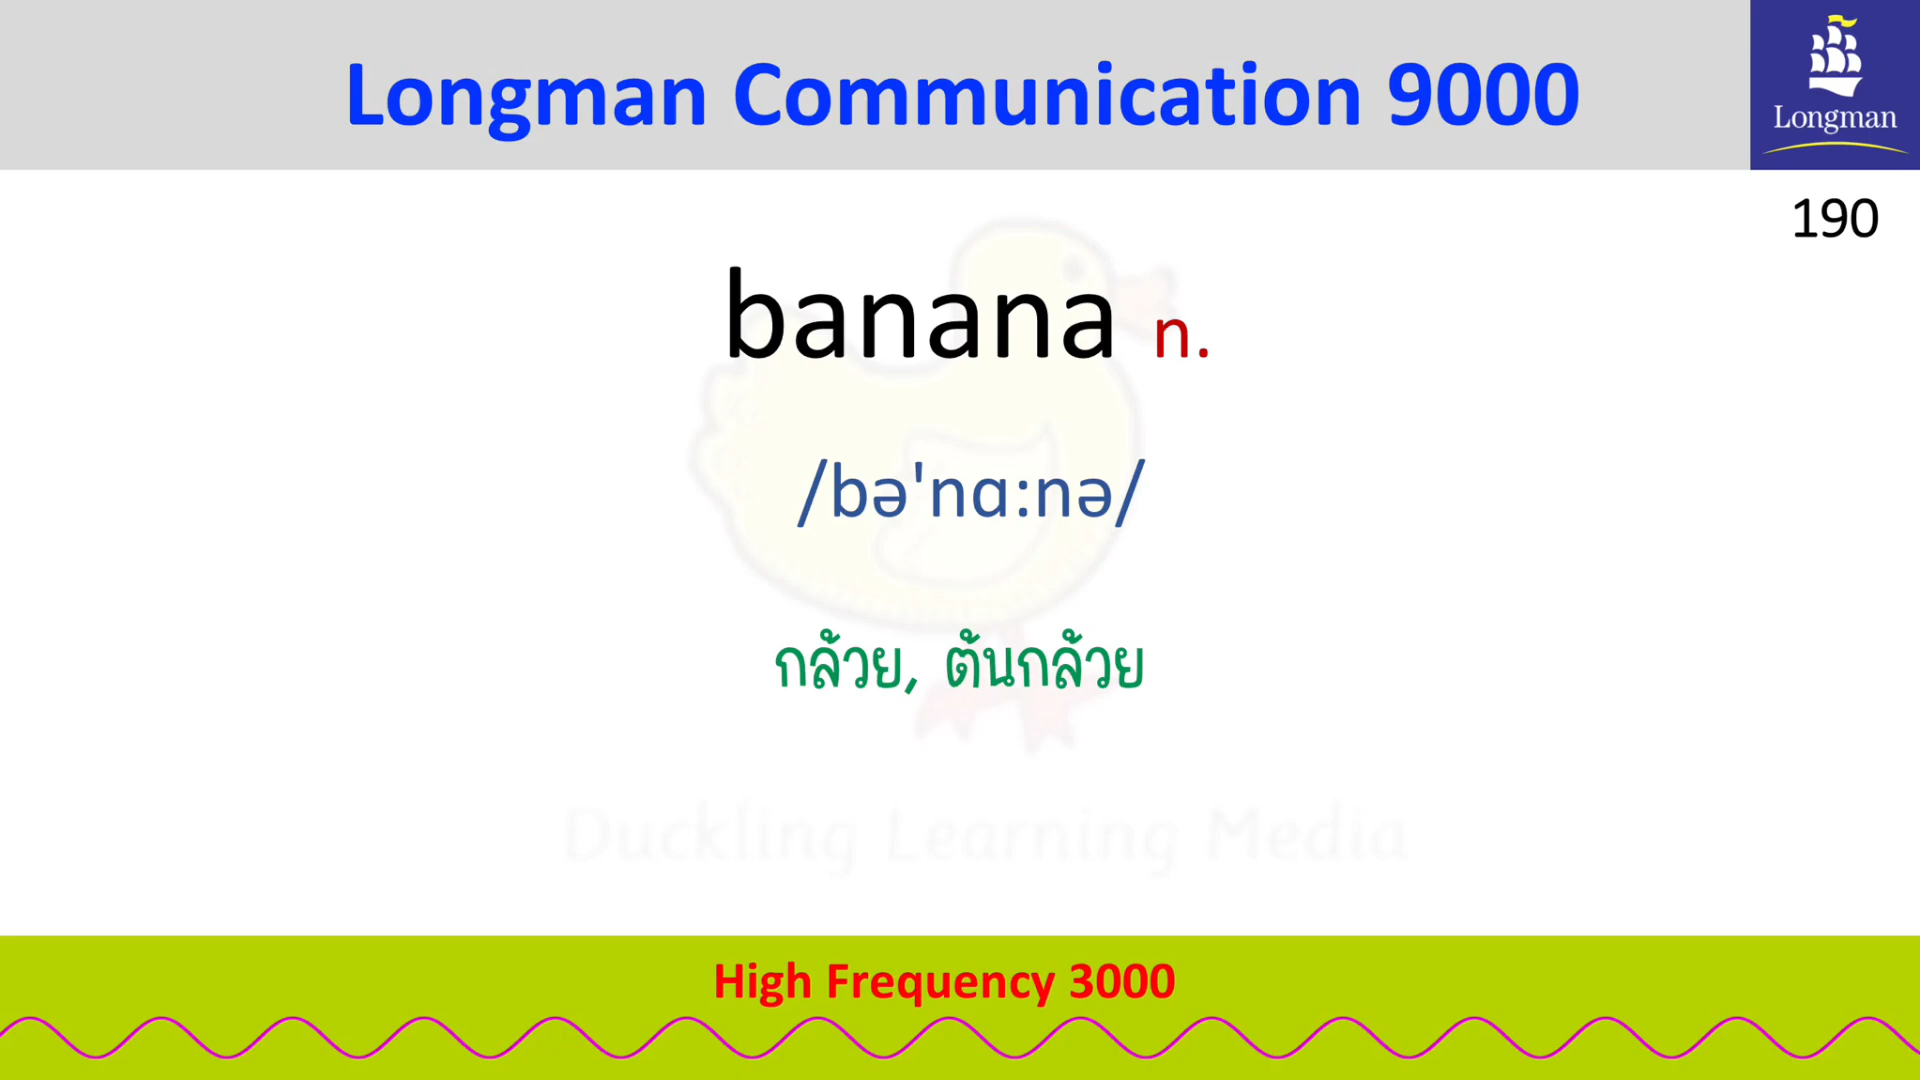 Longman Communication 9000
Longman
190
banana n.
/bə'nɑ:nə/
กล้วย, ต้นกล้วย
Duckling Learning Media
High Frequency 3000